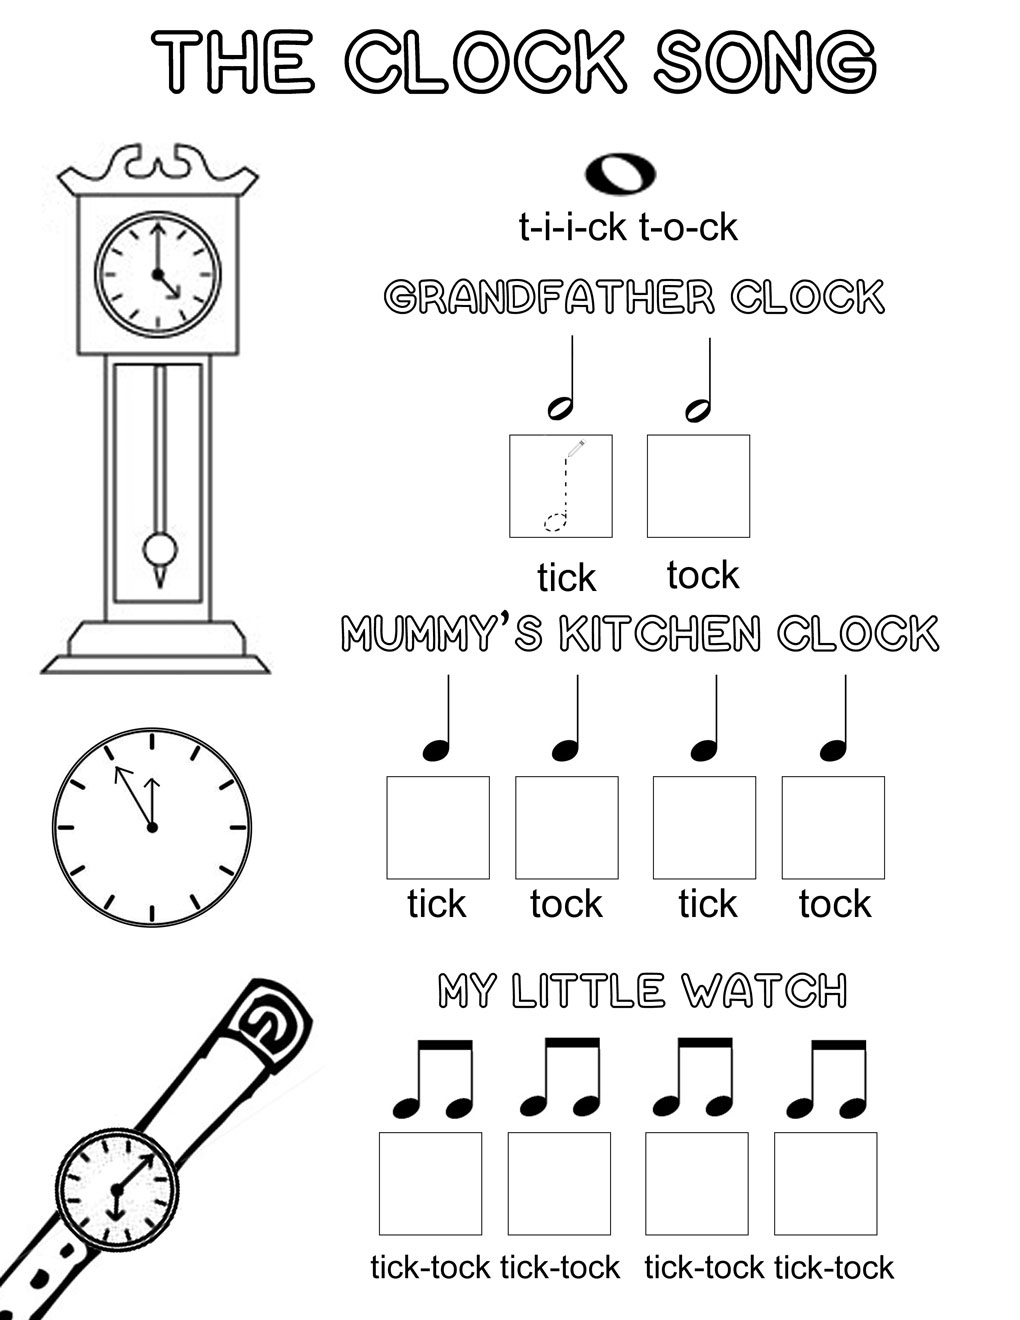 THE CLOCK SONG
t-i-i-ck t-o-ck
GRANDFATHER CLOCK
tick tock
MUMMY'S KITCHEN CLOCK
tick tock tick tock
MY LITTLE WATCH
tick-tock tick-tock tick-tock tick-tock